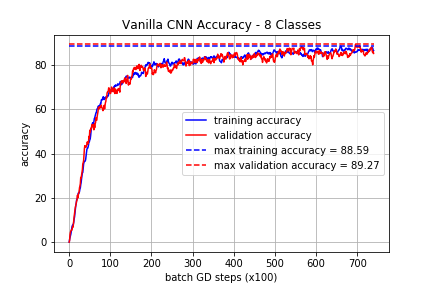 Vanilla CNN Accuracy - 8 Classes
accuracy
80
60
40
20
0
training accuracy
validation accuracy
max training accuracy = 88.59
max validation accuracy = 89.27
0 100 200 300 400 500 600 700
batch GD steps (x100)